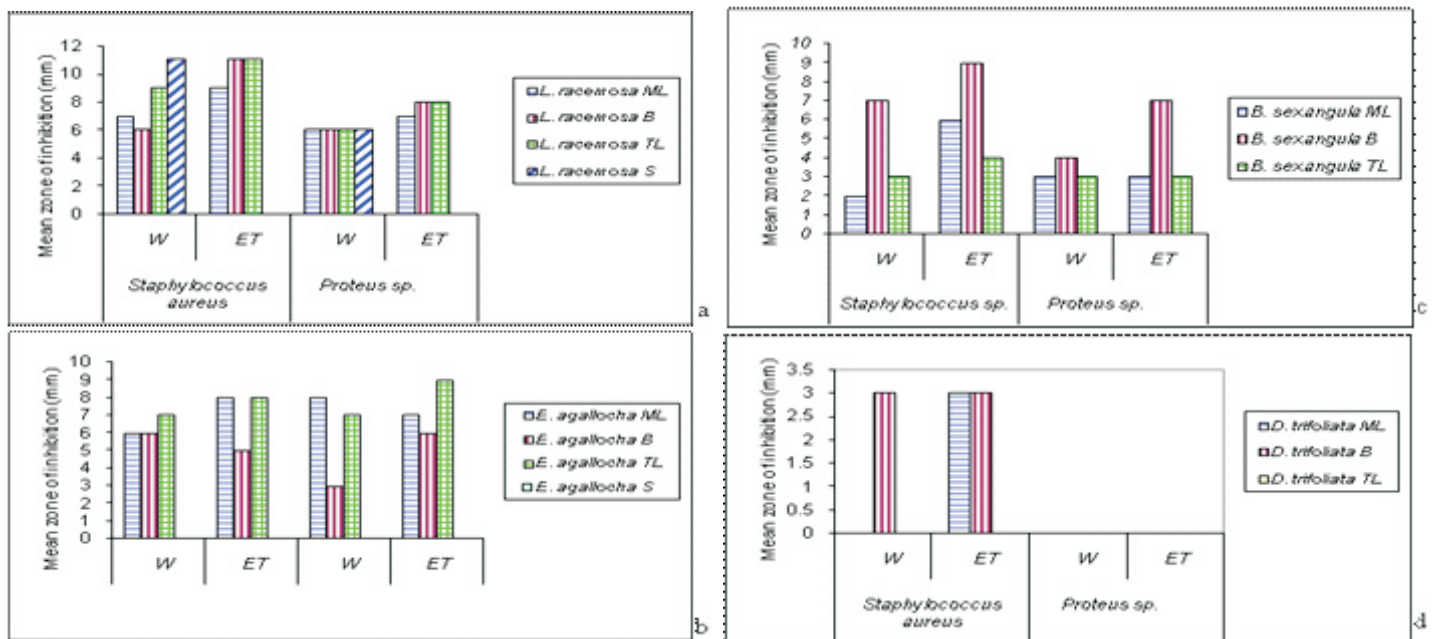 Mean zone of inhibition (mm)
12
10
8
6
4
2
0
W
ET
W
ET
Staphylococcus
aureus
Proteus sp.
L. racemosa ML
L. racemosa B
L. racemosa TL
L. racemosa S
a
Mean zone of inhibition (mm)
10
9
8
7
6
5
4
3
2
1
0
W
ET
W
ET
E. agallocha ML
E. agallocha B
E. agallocha TL
E. agallocha S
b
Mean zone of inhibition (mm)
10
9
8
7
6
5
4
3
2
1
0
W
ET
W
ET
Staphylococcus sp.
Proteus sp.
B. sexangula ML
B. sexangula B
B. sexangula TL
c
Mean zone of inhibition (mm)
3.5
3
2.5
2
1.5
1
0.5
0
W
ET
W
ET
Staphylococcus
aureus
Proteus sp.
D. trifoliata ML
D. trifoliata B
D. trifoliata TL
d